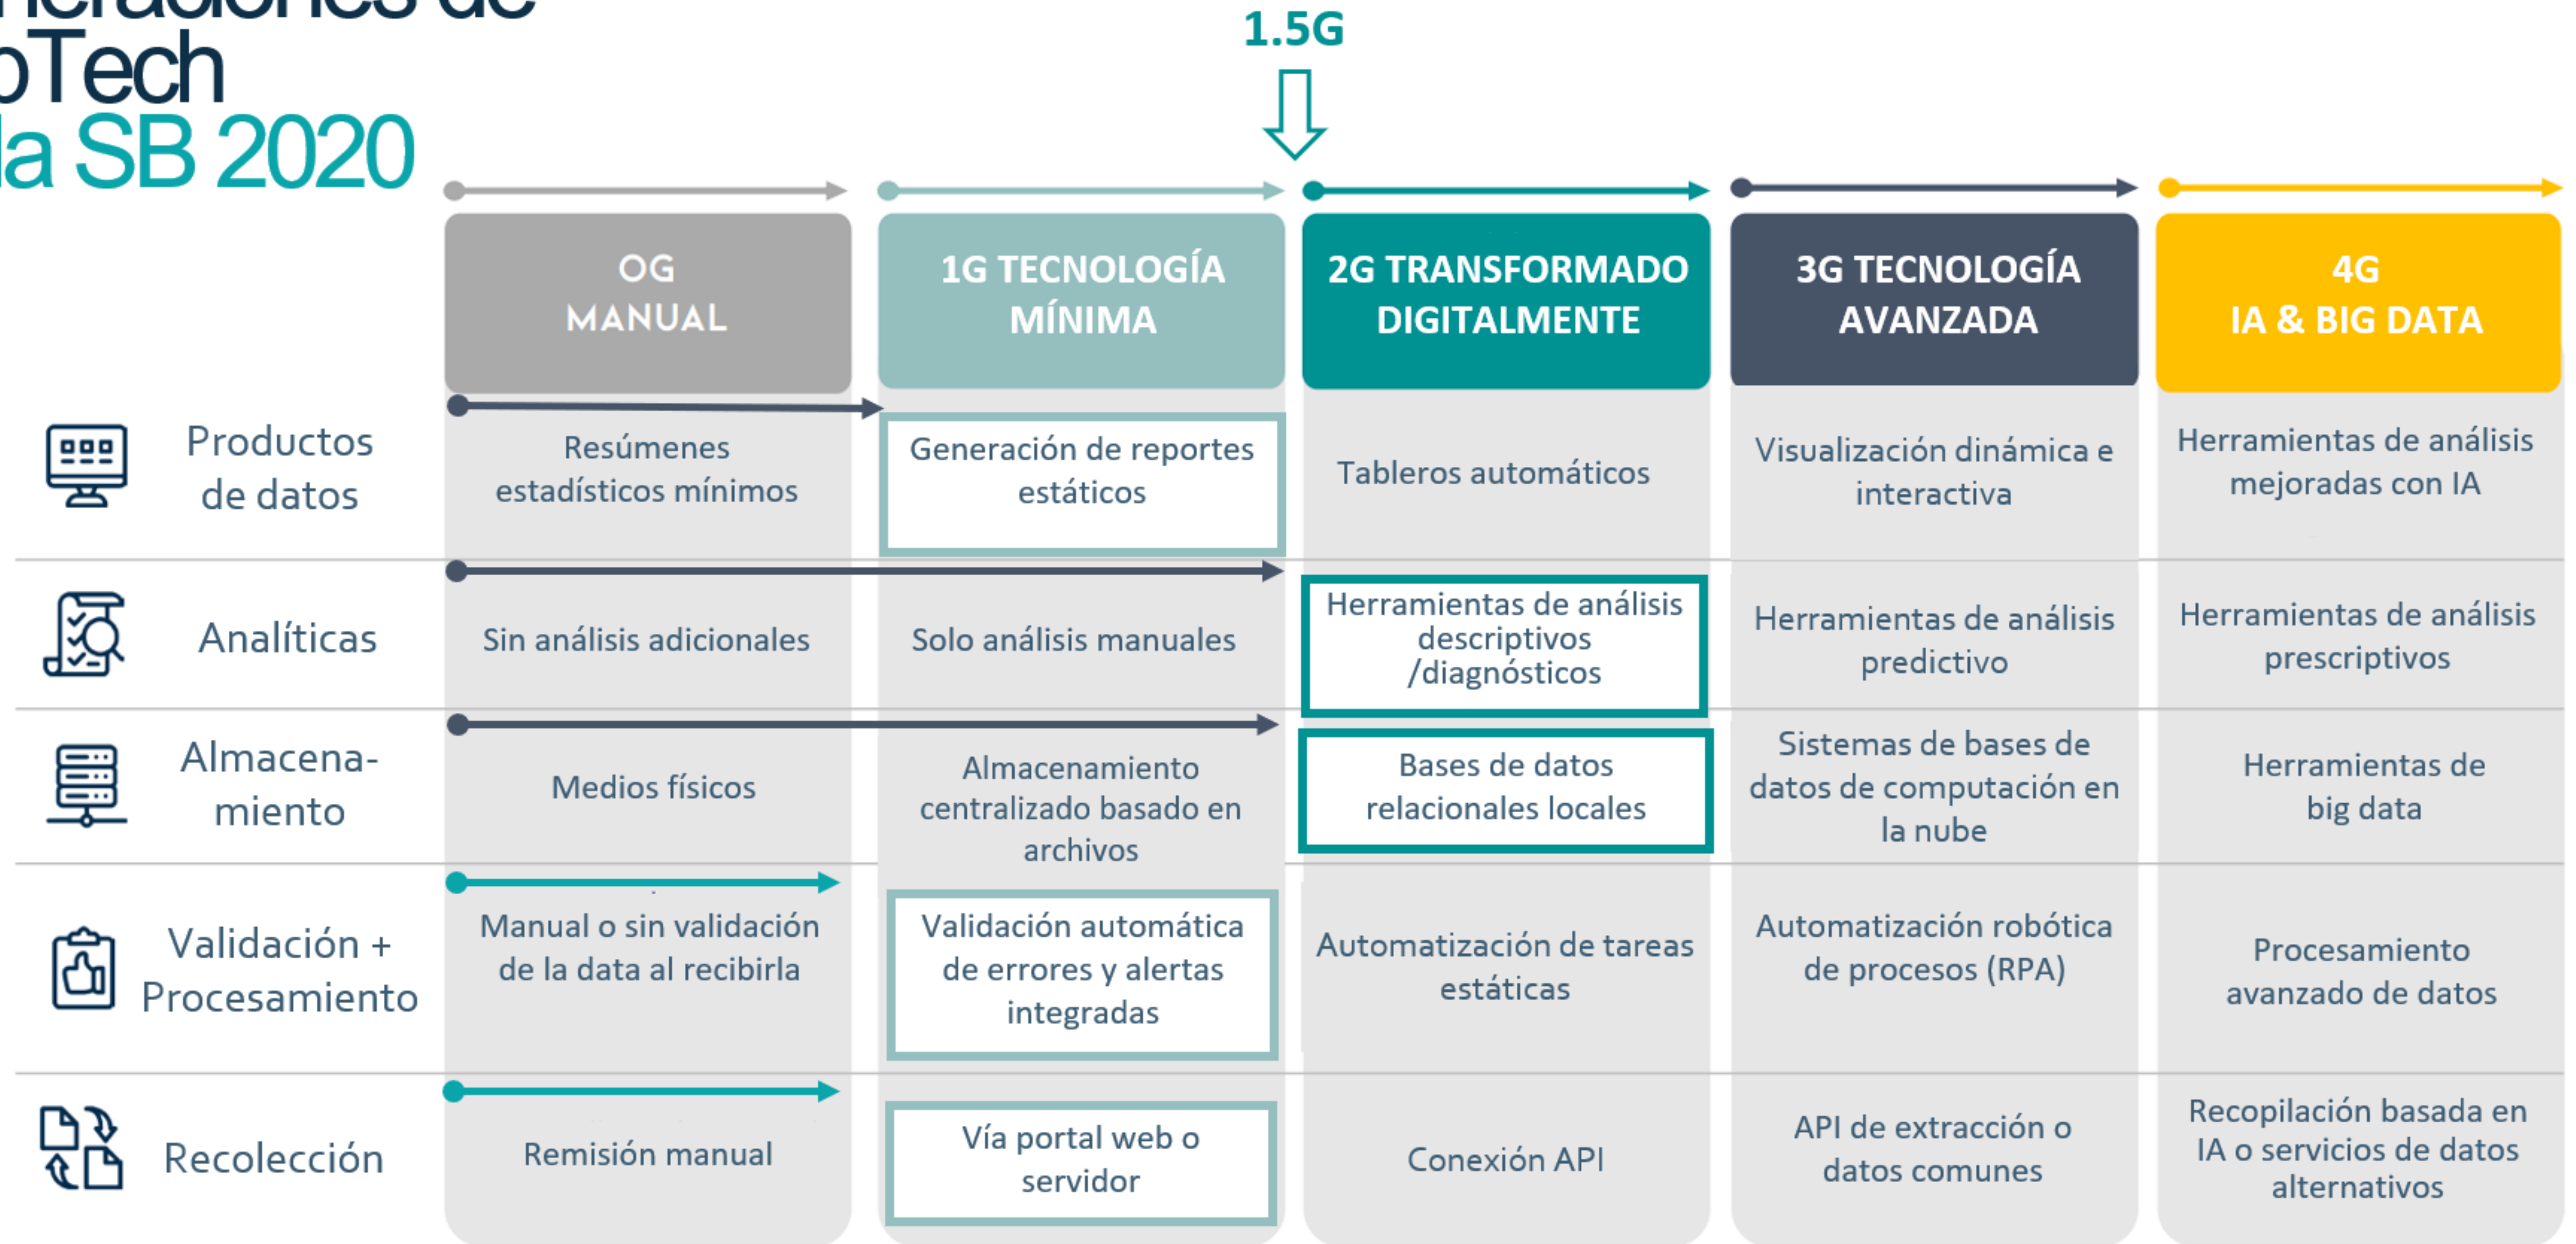 de
Tech
la SB 2020
1.5G
OG
MANUAL
1G TECNOLOGÍA
MÍNIMA
2G TRANSFORMADO
DIGITALMENTE
3G TECNOLOGÍA
AVANZADA
4G
IA & BIG DATA
Productos
de datos
Resúmenes
estadísticos mínimos
Generación de reportes
estáticos
Tableros automáticos
Visualización dinámica e
interactiva
Herramientas de análisis
mejoradas con IA
Analíticas
Sin análisis adicionales
Solo análisis manuales
Herramientas de análisis
descriptivos
/diagnósticos
Herramientas de análisis
predictivo
Herramientas de análisis
prescriptivos
Almacena-
miento
Medios físicos
Almacenamiento
centralizado basado en
archivos
Bases de datos
relacionales locales
Sistemas de bases de
datos de computación en
la nube
Herramientas de
big data
Validación +
Procesamiento
Manual o sin validación
de la data al recibirla
Validación automática
de errores y alertas
integradas
Automatización de tareas
estáticas
Automatización robótica
de procesos (RPA)
Procesamiento
avanzado de datos
Recolección
Remisión manual
Vía portal web o
servidor
Conexión API
API de extracción o
datos comunes
Recopilación basada en
IA o servicios de datos
alternativos